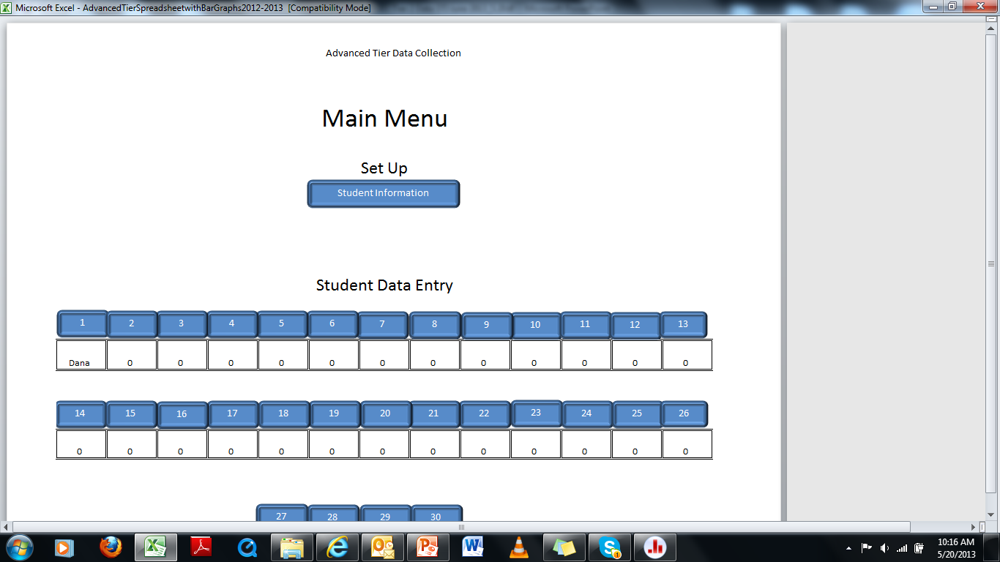 Microsoft Excel - AdvancedTierSpreadsheetwithBarGraphs2012-2013 [Compatibility Mode]
Advanced Tier Data Collection
Main Menu
Set Up
Student Information
Student Data Entry
1 2 3 4 5 6 7 8 9 10 11 12 13
Dana 0 0 0 0 0 0 0 0 0 0 0 0
14 15 16 17 18 19 20 21 22 23 24 25 26
0 0 0 0 0 0 0 0 0 0 0 0 0
27 28 29 30
10:16 AM
5/20/2013